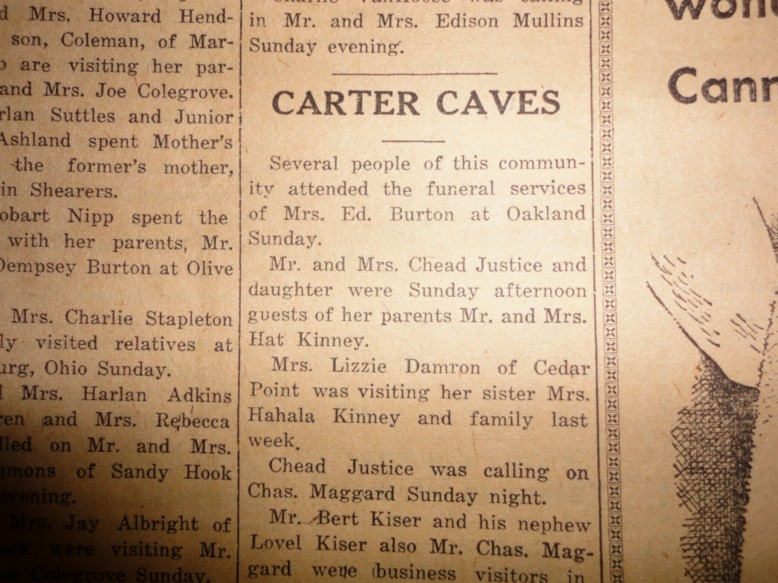 d Mrs. Howard Hend-
son, Coleman, of Mar-
are visiting her par-
and Mrs. Joe Colegrove.
rlan Suttles and Junior
Ashland spent Mother's
the former's mother,
in Shearers.
obart Nipp spent the
with her parents, Mr.
Dempsey Burton at Olive
Mrs. Charlie Stapleton
ly visited relatives at
urg, Ohio Sunday.
Mrs. Harlan Adkins
ren and Mrs. Rebecca
lled on Mr. and Mrs.
mmons of Sandy Hook
evening.
Mrs. Jay Albright of
were visiting Mr.
Colegrove Sunday.
in Mr. and Mrs. Edison Mullins
Sunday evening.
CARTER CAVES
Several people of this commun-
ity attended the funeral services
of Mrs. Ed. Burton at Oakland
Sunday.
Mr. and Mrs. Chead Justice and
daughter were Sunday afternoon
guests of her parents Mr. and Mrs.
Hat Kinney.
Mrs. Lizzie Damron of Cedar
Point was visiting her sister Mrs.
Hahala Kinney and family last
week.
Chead Justice was calling on
Chas. Maggard Sunday night.
Mr. Bert Kiser and his nephew
Lovel Kiser also Mr. Chas. Mag-
gard were business visitors in
Cann